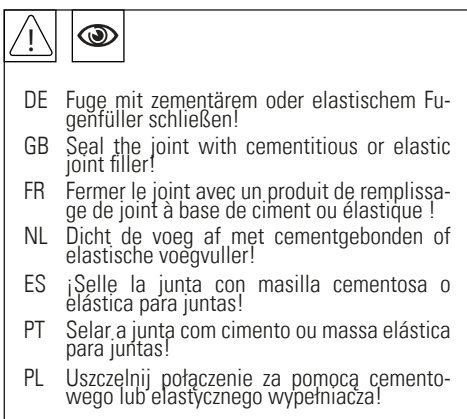 DE Fuge mit zementärem oder elastischem Fu-
genfüller schließen!
GB Seal the joint with cementitious or elastic
joint filler!
FR Fermer le joint avec un produit de remplissa-
ge de joint à base de ciment ou élastique !
NL Dicht de voeg af met cementgebonden of
elastische voegvuller!
ES ¡Selle la junta con masilla cementosa o
elástica para juntas!
PT Selar a junta com cimento ou massa elástica
para juntas!
PL Uszczelnij połączenie za pomocą cemento-
wego lub elastycznego wypełniacza!